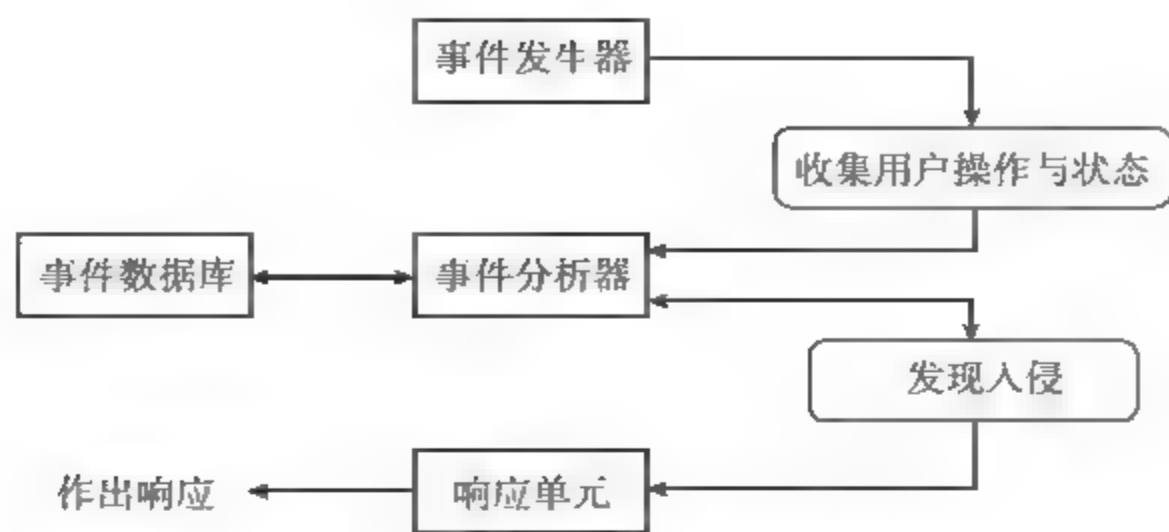 事件发生器
收集用户操作与状态
事件数据库
事件分析器
发现入侵
作出响应
响应单元